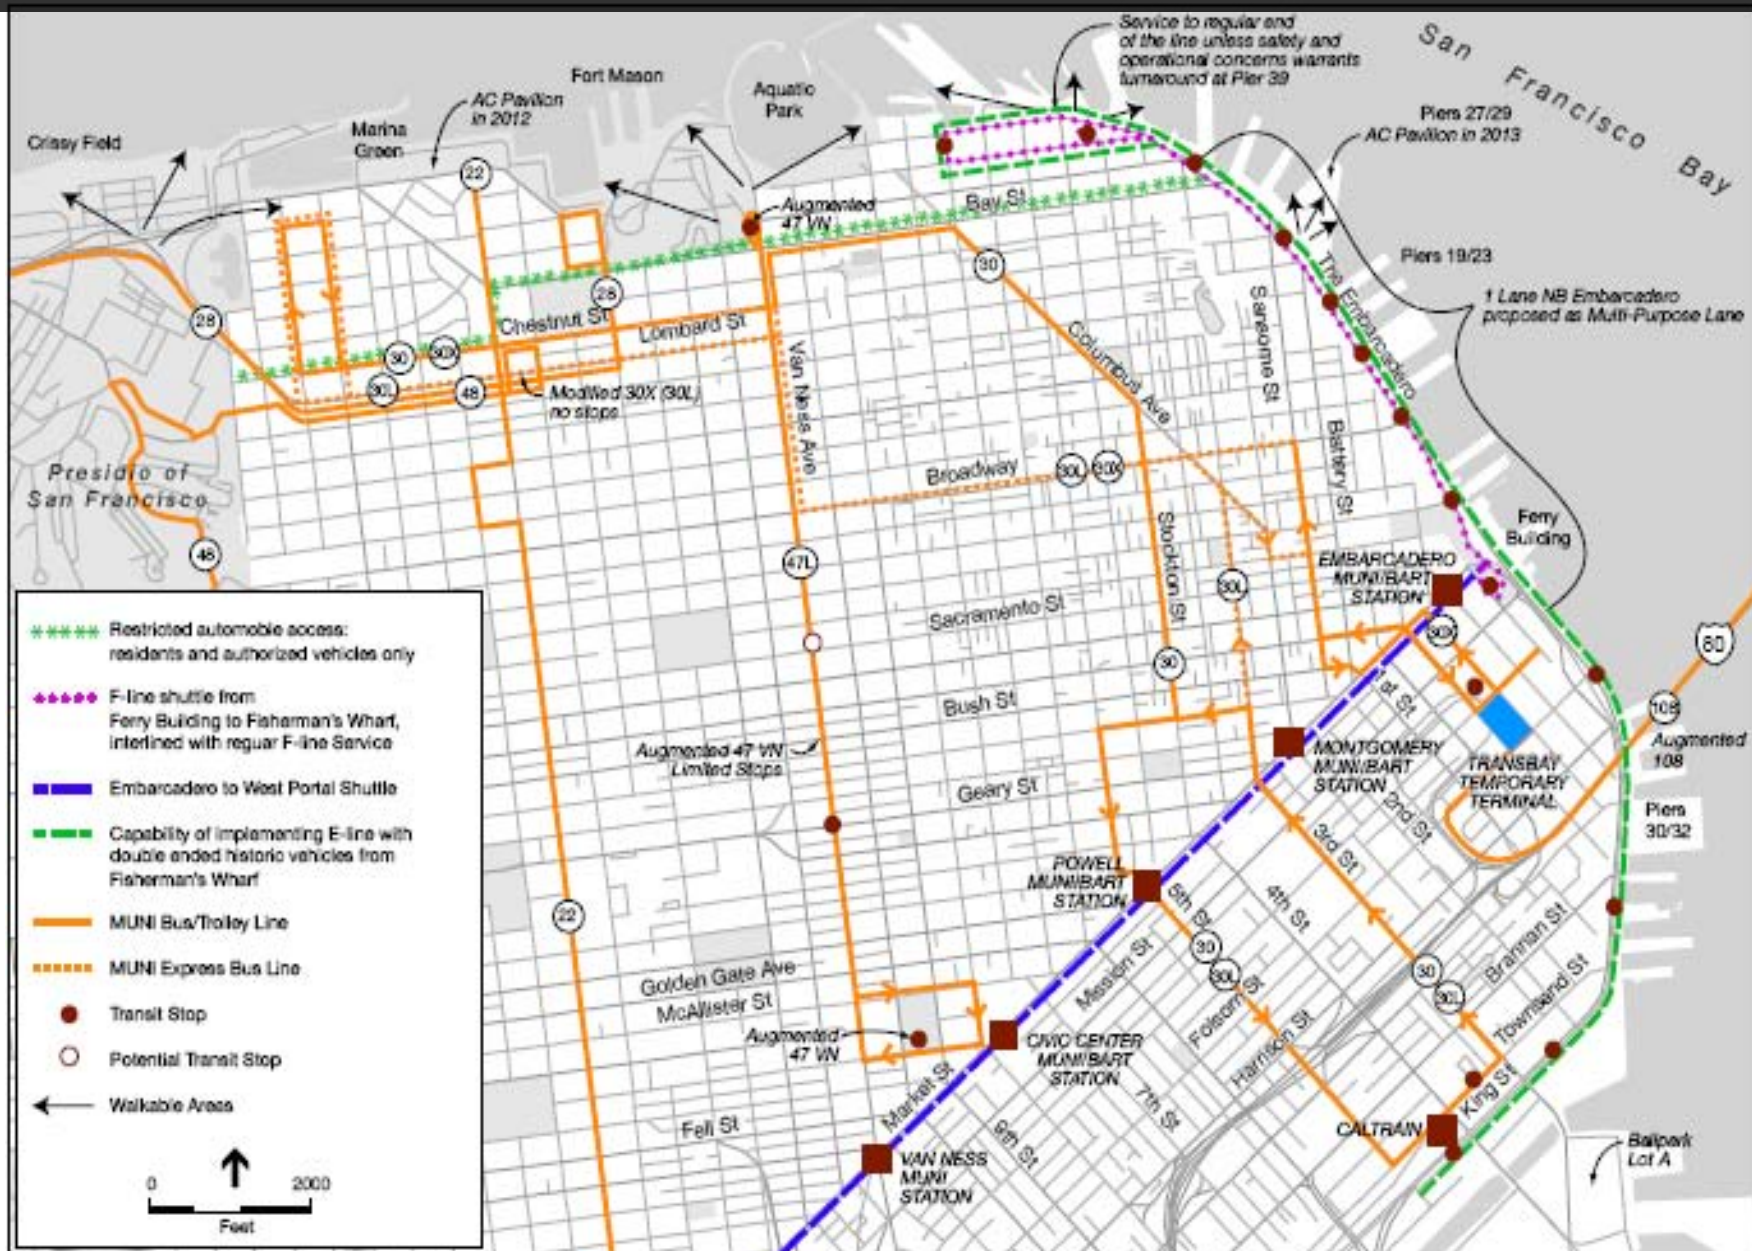 San Francisco Bay
Service to regular end
of the line unless safety and
operational concerns warrants
turnaround at Pier 39
Fort Mason
Aquatic
Park
AC Pavilion
in 2012
Marina
Green
Crissy Field
Piers 27/29
AC Pavilion in 2013
22
Augmented
47 VN
Bay St
Piers 19/23
The Embarcadero
1 Lane NB Embarcadero
proposed as Multi-Purpose Lane
30
28
28
Chestnut St
Lombard St
Sansome St
Columbus Ave
Van Ness Ave
30
30X
30L
48
Modified 30X (30L)
no stops
Battery St
Broadway
30L
30X
Presidio of
San Francisco
48
Stockton St
Ferry
Building
47L
EMBARCADERO
MUNI/BART
STATION
30L
30X
Sacramento St
80
30
1st St
Bush St
108
Augmented
108
Augmented 47 VN
Limited Stops
MONTGOMERY
MUNI/BART
STATION
TRANSBAY
TEMPORARY
TERMINAL
Geary St
2nd St
Piers
30/32
3rd St
POWELL
MUNI/BART
STATION
5th St
4th St
22
30
30L
Mission St
Folsom St
Harrison St
Brannan St
Townsend St
30
30L
Golden Gate Ave
McAllister St
Augmented
47 VN
CIVIC CENTER
MUNI/BART
STATION
Market St
7th St
9th St
King St
CALTRAIN
Fell St
VAN NESS
MUNI
STATION
Ballpark
Lot A
Restricted automoble access:
residents and authorized vehicles only
F-line shuttle from
Ferry Building to Fisherman's Wharf,
interlined with reguar F-line Service
Embarcadero to West Portal Shuttle
Capability of implementing E-line with
double ended historic vehicles from
Fisherman's Wharf
MUNI Bus/Trolley Line
MUNI Express Bus Line
Transit Stop
Potential Transit Stop
Walkable Areas
0 2000
Feet